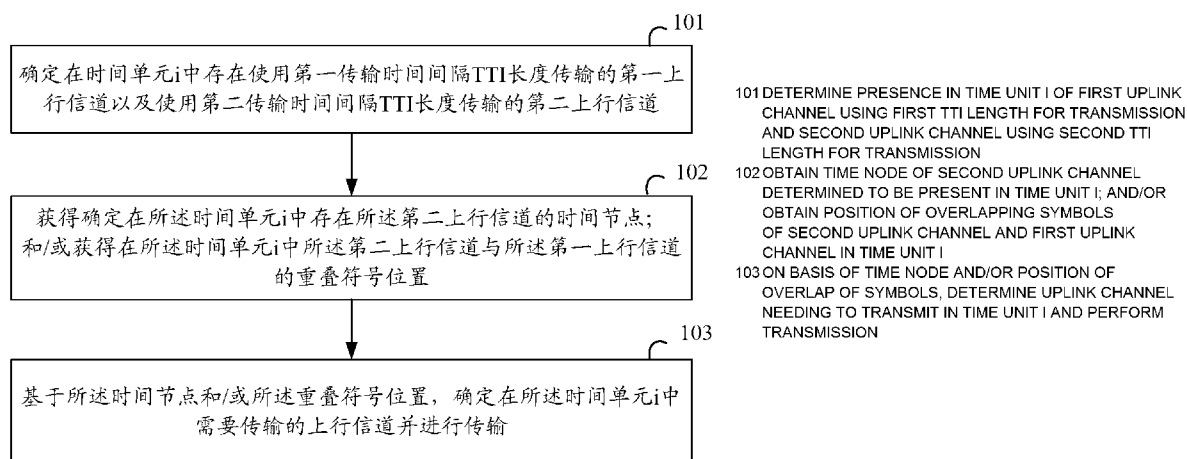 101
确定在时间单元i中存在使用第一传输时间间隔TTI长度传输的第一上
行信道以及使用第二传输时间间隔TTI长度传输的第二上行信道
102
获得确定在所述时间单元i中存在所述第二上行信道的时间节点;
和/或获得在所述时间单元i中所述第二上行信道与所述第一上行信道
的重叠符号位置
103
基于所述时间节点和/或所述重叠符号位置，确定在所述时间单元i中
需要传输的上行信道并进行传输
101 DETERMINE PRESENCE IN TIME UNIT I OF FIRST UPLINK
CHANNEL USING FIRST TTI LENGTH FOR TRANSMISSION
AND SECOND UPLINK CHANNEL USING SECOND TTI
LENGTH FOR TRANSMISSION
102 OBTAIN TIME NODE OF SECOND UPLINK CHANNEL
DETERMINED TO BE PRESENT IN TIME UNIT I; AND/OR
OBTAIN POSITION OF OVERLAPPING SYMBOLS
OF SECOND UPLINK CHANNEL AND FIRST UPLINK
CHANNEL IN TIME UNIT I
103 ON BASIS OF TIME NODE AND/OR POSITION OF
OVERLAP OF SYMBOLS, DETERMINE UPLINK CHANNEL
NEEDING TO TRANSMIT IN TIME UNIT I AND PERFORM
TRANSMISSION